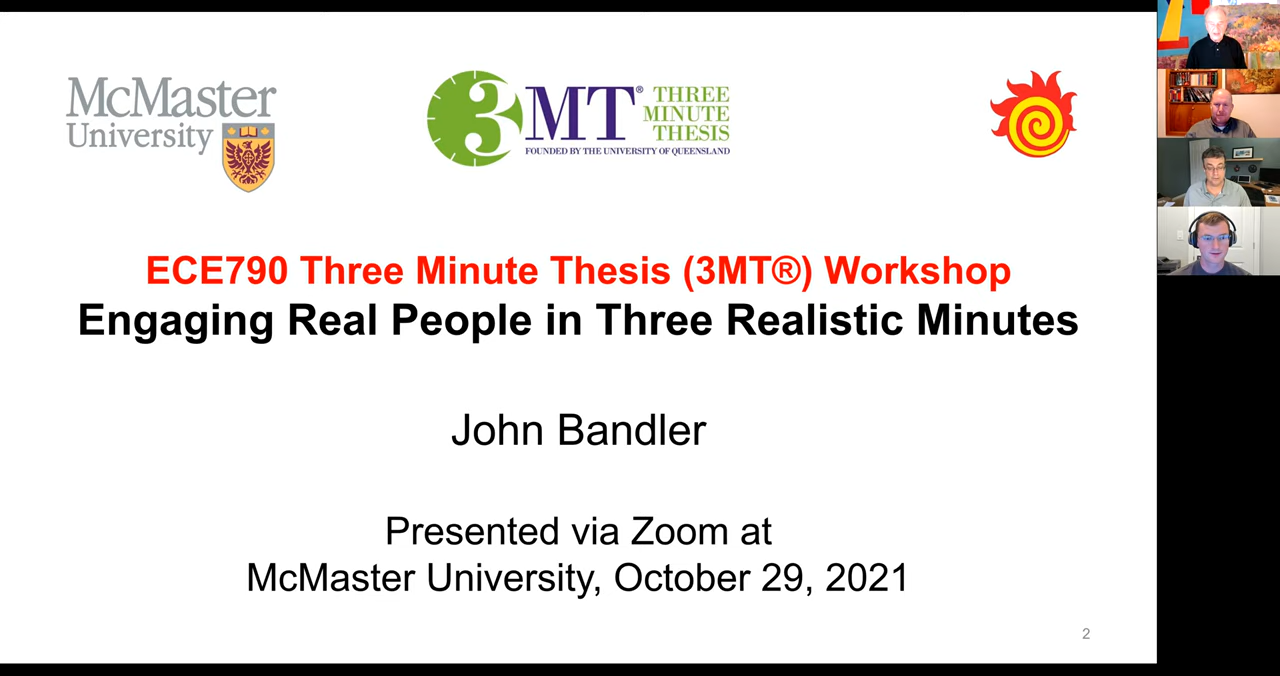 McMaster
University
3MT® THREE
MINUTE
THESIS
FOUNDED BY THE UNIVERSITY OF QUEENSLAND
ECE790 Three Minute Thesis (3MT®) Workshop
Engaging Real People in Three Realistic Minutes
John Bandler
Presented via Zoom at
McMaster University, October 29, 2021
2